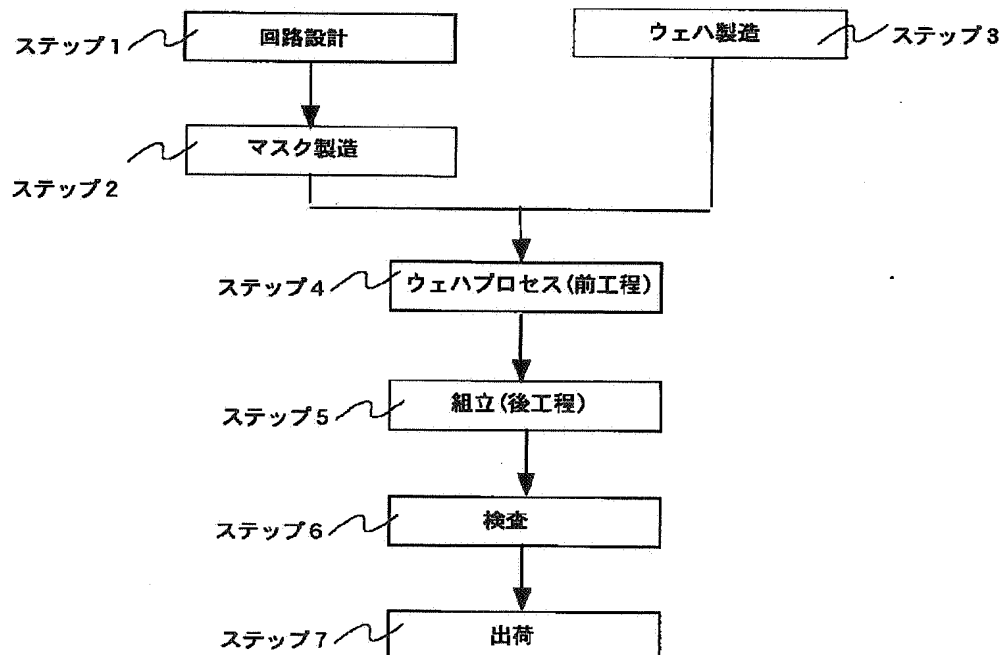 ステップ1
回路設計
ウェハ製造
ステップ3
マスク製造
ステップ2
ステップ4
ウェハプロセス(前工程)
ステップ5
組立(後工程)
ステップ6
検査
ステップ7
出荷